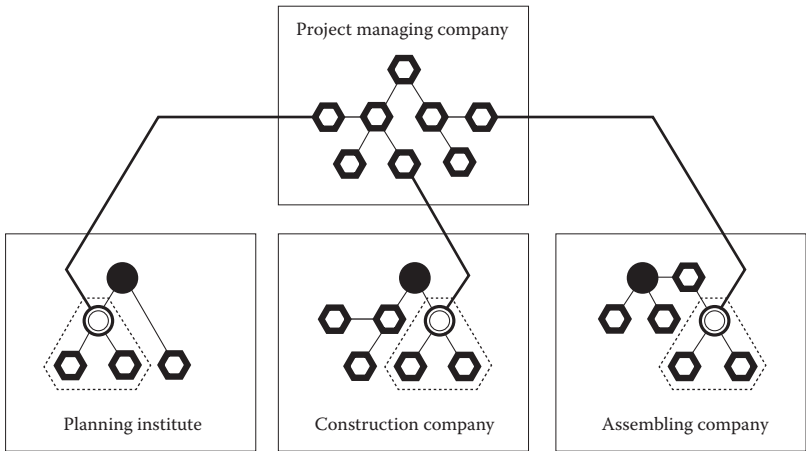 Project managing company
Planning institute
Construction company
Assembling company